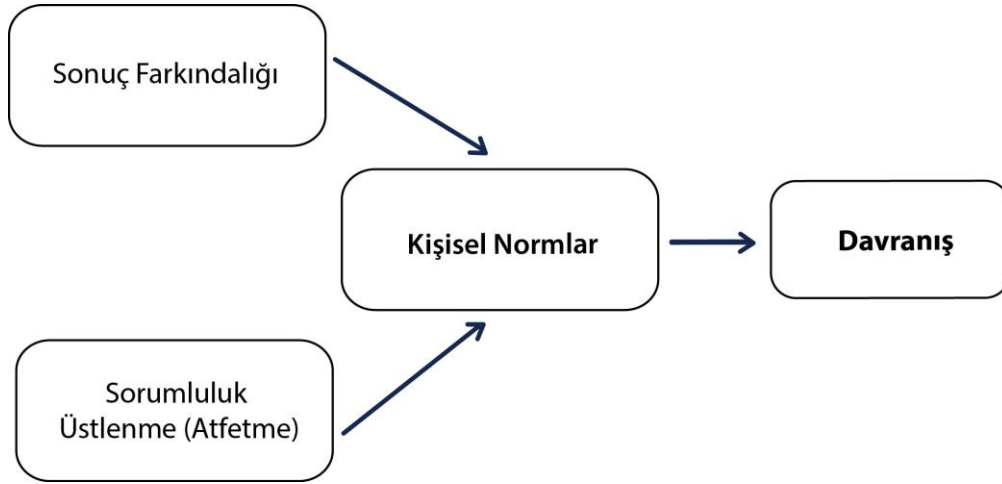 Sonuç Farkındalığı
Kişisel Normlar
Davranış
Sorumluluk
Üstlenme (Atfetme)